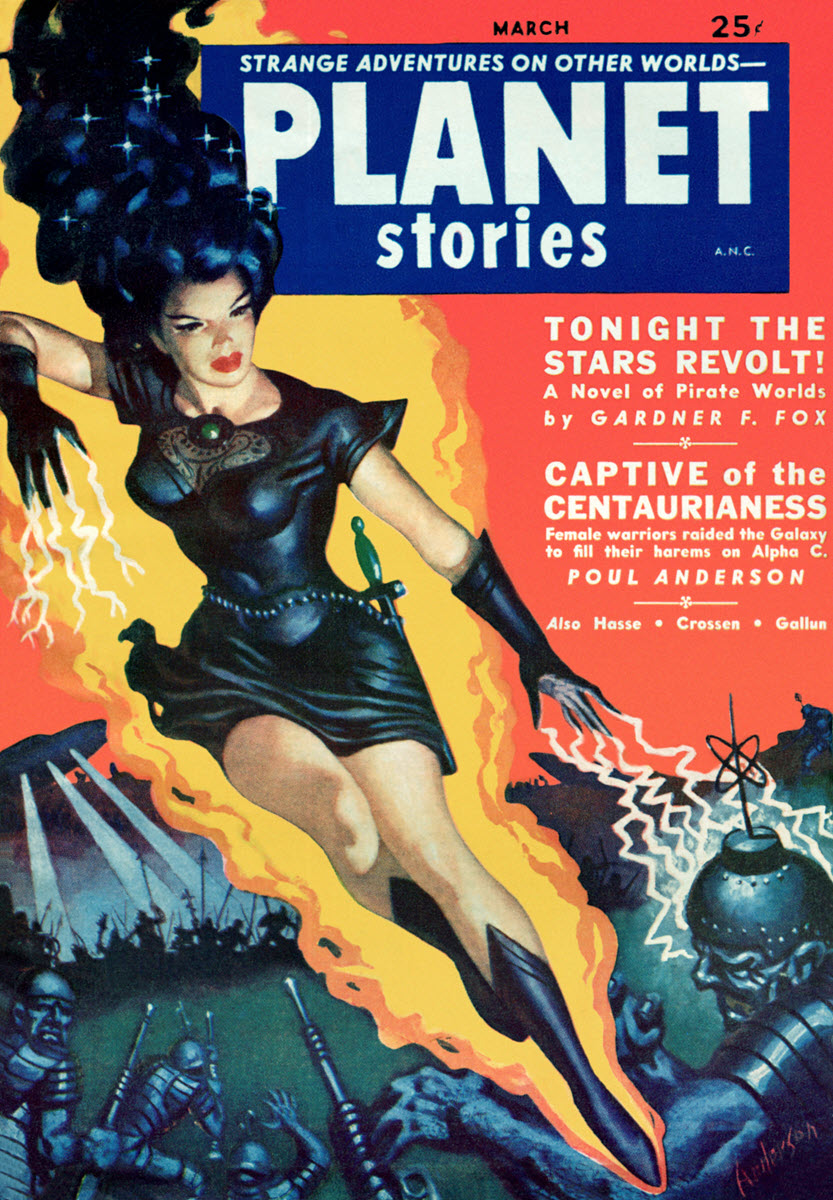 MARCH 25¢
STRANGE ADVENTURES ON OTHER WORLDS—
PLANET
stories
A.N.C.
TONIGHT THE
STARS REVOLT!
A Novel of Pirate Worlds
by GARDNER F. FOX
CAPTIVE of the
CENTAURIANESS
Female warriors raided the Galaxy
to fill their harems on Alpha C.
POUL ANDERSON
Also Hasse • Crossen • Gallun
Anderson